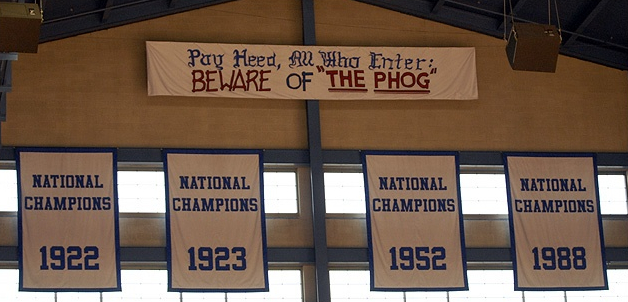 Pay Heed, All Who Enter:
BEWARE OF "THE PHOG"
NATIONAL
CHAMPIONS
1922
NATIONAL
CHAMPIONS
1923
NATIONAL
CHAMPIONS
1952
NATIONAL
CHAMPIONS
1988